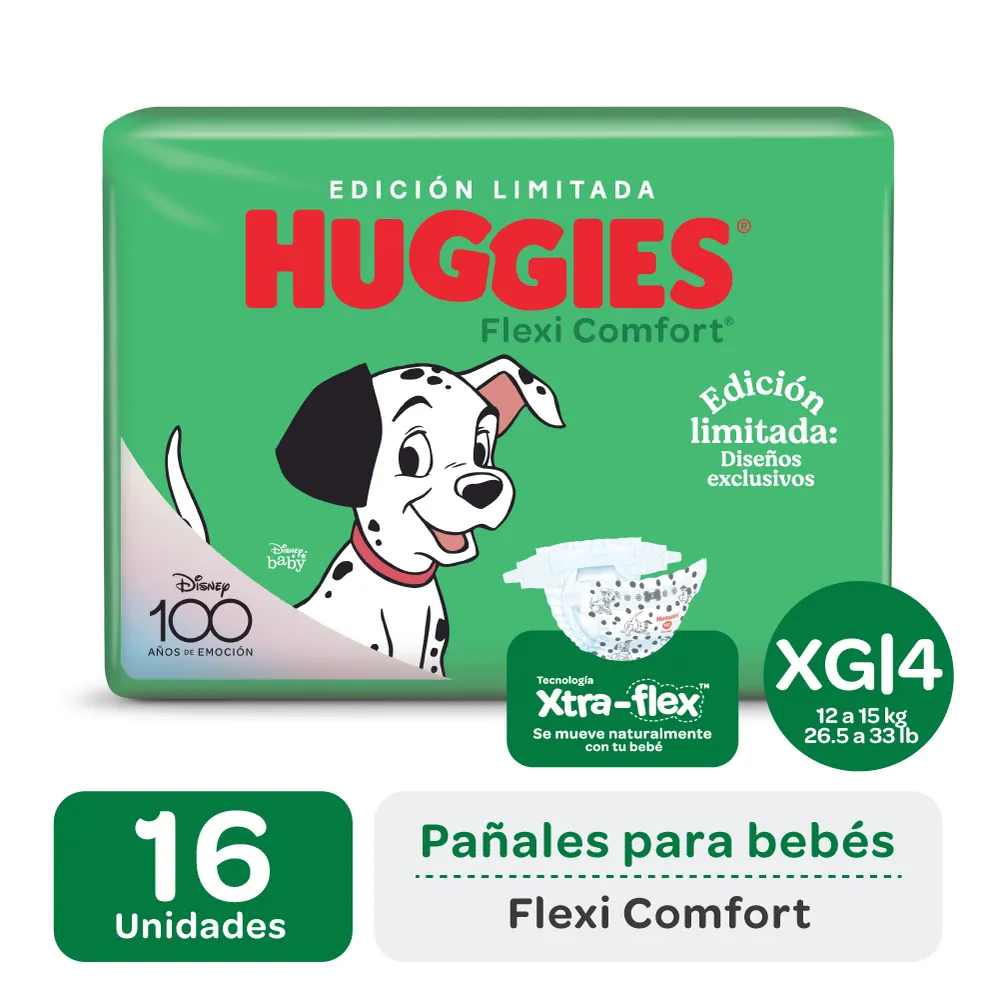 EDICIÓN LIMITADA
HUGGIES®
Flexi Comfort®
Edición
limitada:
Diseños
exclusivos
Disney
baby
Disney
100
AÑOS DE EMOCIÓN
HUGGIES
Tecnología
Xtra-flex™
Se mueve naturalmente
con tu bebé
XG|4
12 a 15 kg
26.5 a 33 lb
16
Unidades
Pañales para bebés
Flexi Comfort